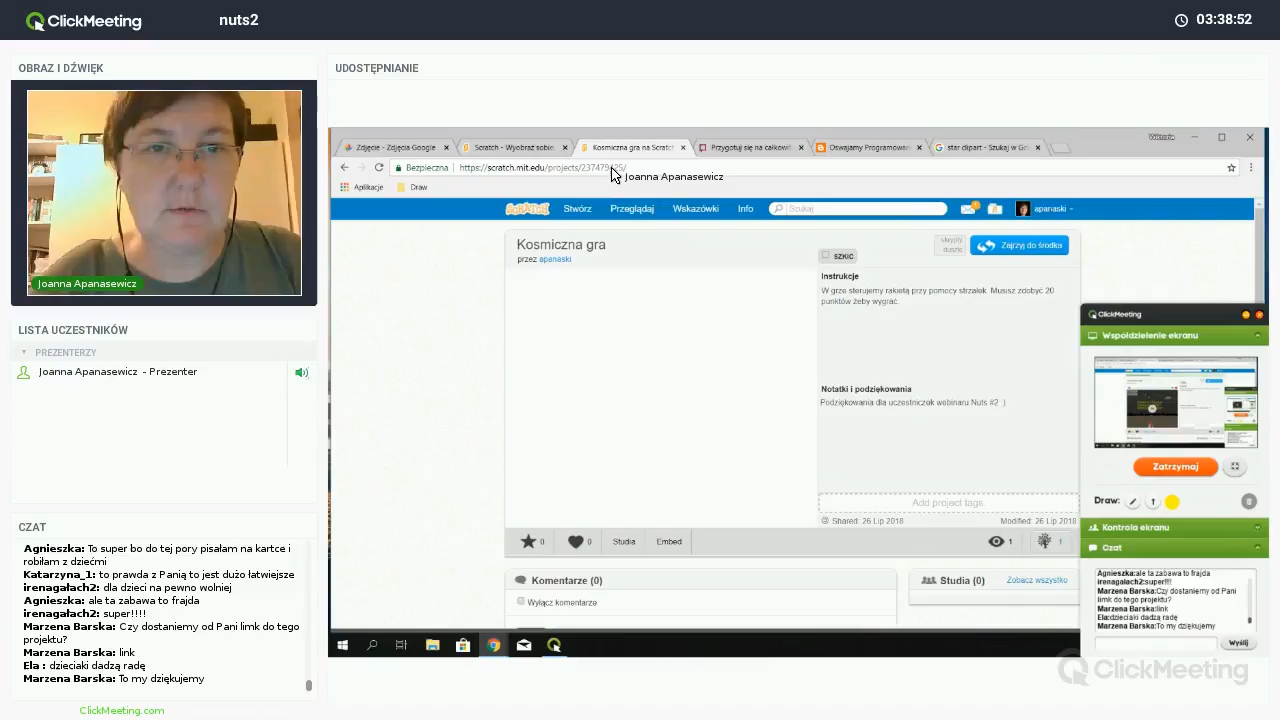 ClickMeeting
nuts2
03:38:52
OBRAZ I DŹWIĘK
Joanna Apanasewicz
LISTA UCZESTNIKÓW
PREZENTERZY
Joanna Apanasewicz - Prezenter
CZAT
Agnieszka: To super bo do tej pory pisałam na kartce i
robiłam z dziećmi
Katarzyna_1: to prawda z Panią to jest dużo łatwiejsze
irenagałach2: dla dzieci na pewno wolniej
Agnieszka: ale ta zabawa to frajda
irenagałach2: super!!!!
Marzena Barska: Czy dostaniemy od Pani limk do tego
projektu?
Marzena Barska: link
Ela : dzieciaki dadzą radę
Marzena Barska: To my dziękujemy
ClickMeeting.com
UDOSTĘPNIANIE
Zdjęcie - Zdjęcia Google
Scratch - Wyobraź sobie,
Kosmiczna gra na Scratch
Przygotuj się na całkowi
Oswajamy Programowa
star clipart - Szukaj w Go
Wiktoria
Bezpieczna
https://scratch.mit.edu/projects/
Joanna Apanasewicz
Aplikacje
Draw
SCRATCH
Stwórz
Przeglądaj
Wskazówki
Info
Szukaj
apanaski
Kosmiczna gra
przez apanaski
SZKIC
skrypty
duszki
Zajrzyj do środka
Instrukcje
W grze sterujemy rakietą przy pomocy strzałek. Musisz zdobyć 20
punktów żeby wygrać.
Notatki i podziękowania
Podziękowania dla uczestniczek webinaru Nuts #2 :)
Add project tags.
Shared: 26 Lip 2018
Modified: 26 Lip 2018
0
0
Studia
Embed
1
1
Komentarze (0)
Wyłącz komentarze
Studia (0)
Zobacz wszystko
ClickMeeting
Współdzielenie ekranu
Zatrzymaj
Draw:
Kontrola ekranu
Czat
Agnieszka:ale ta zabawa to frajda
irenagałach2:super!!!!
Marzena Barska:Czy dostaniemy od Pani
limk do tego projektu?
Marzena Barska:link
Ela:dzieciaki dadzą radę
Marzena Barska:To my dziękujemy
Wyślij
ClickMeeting